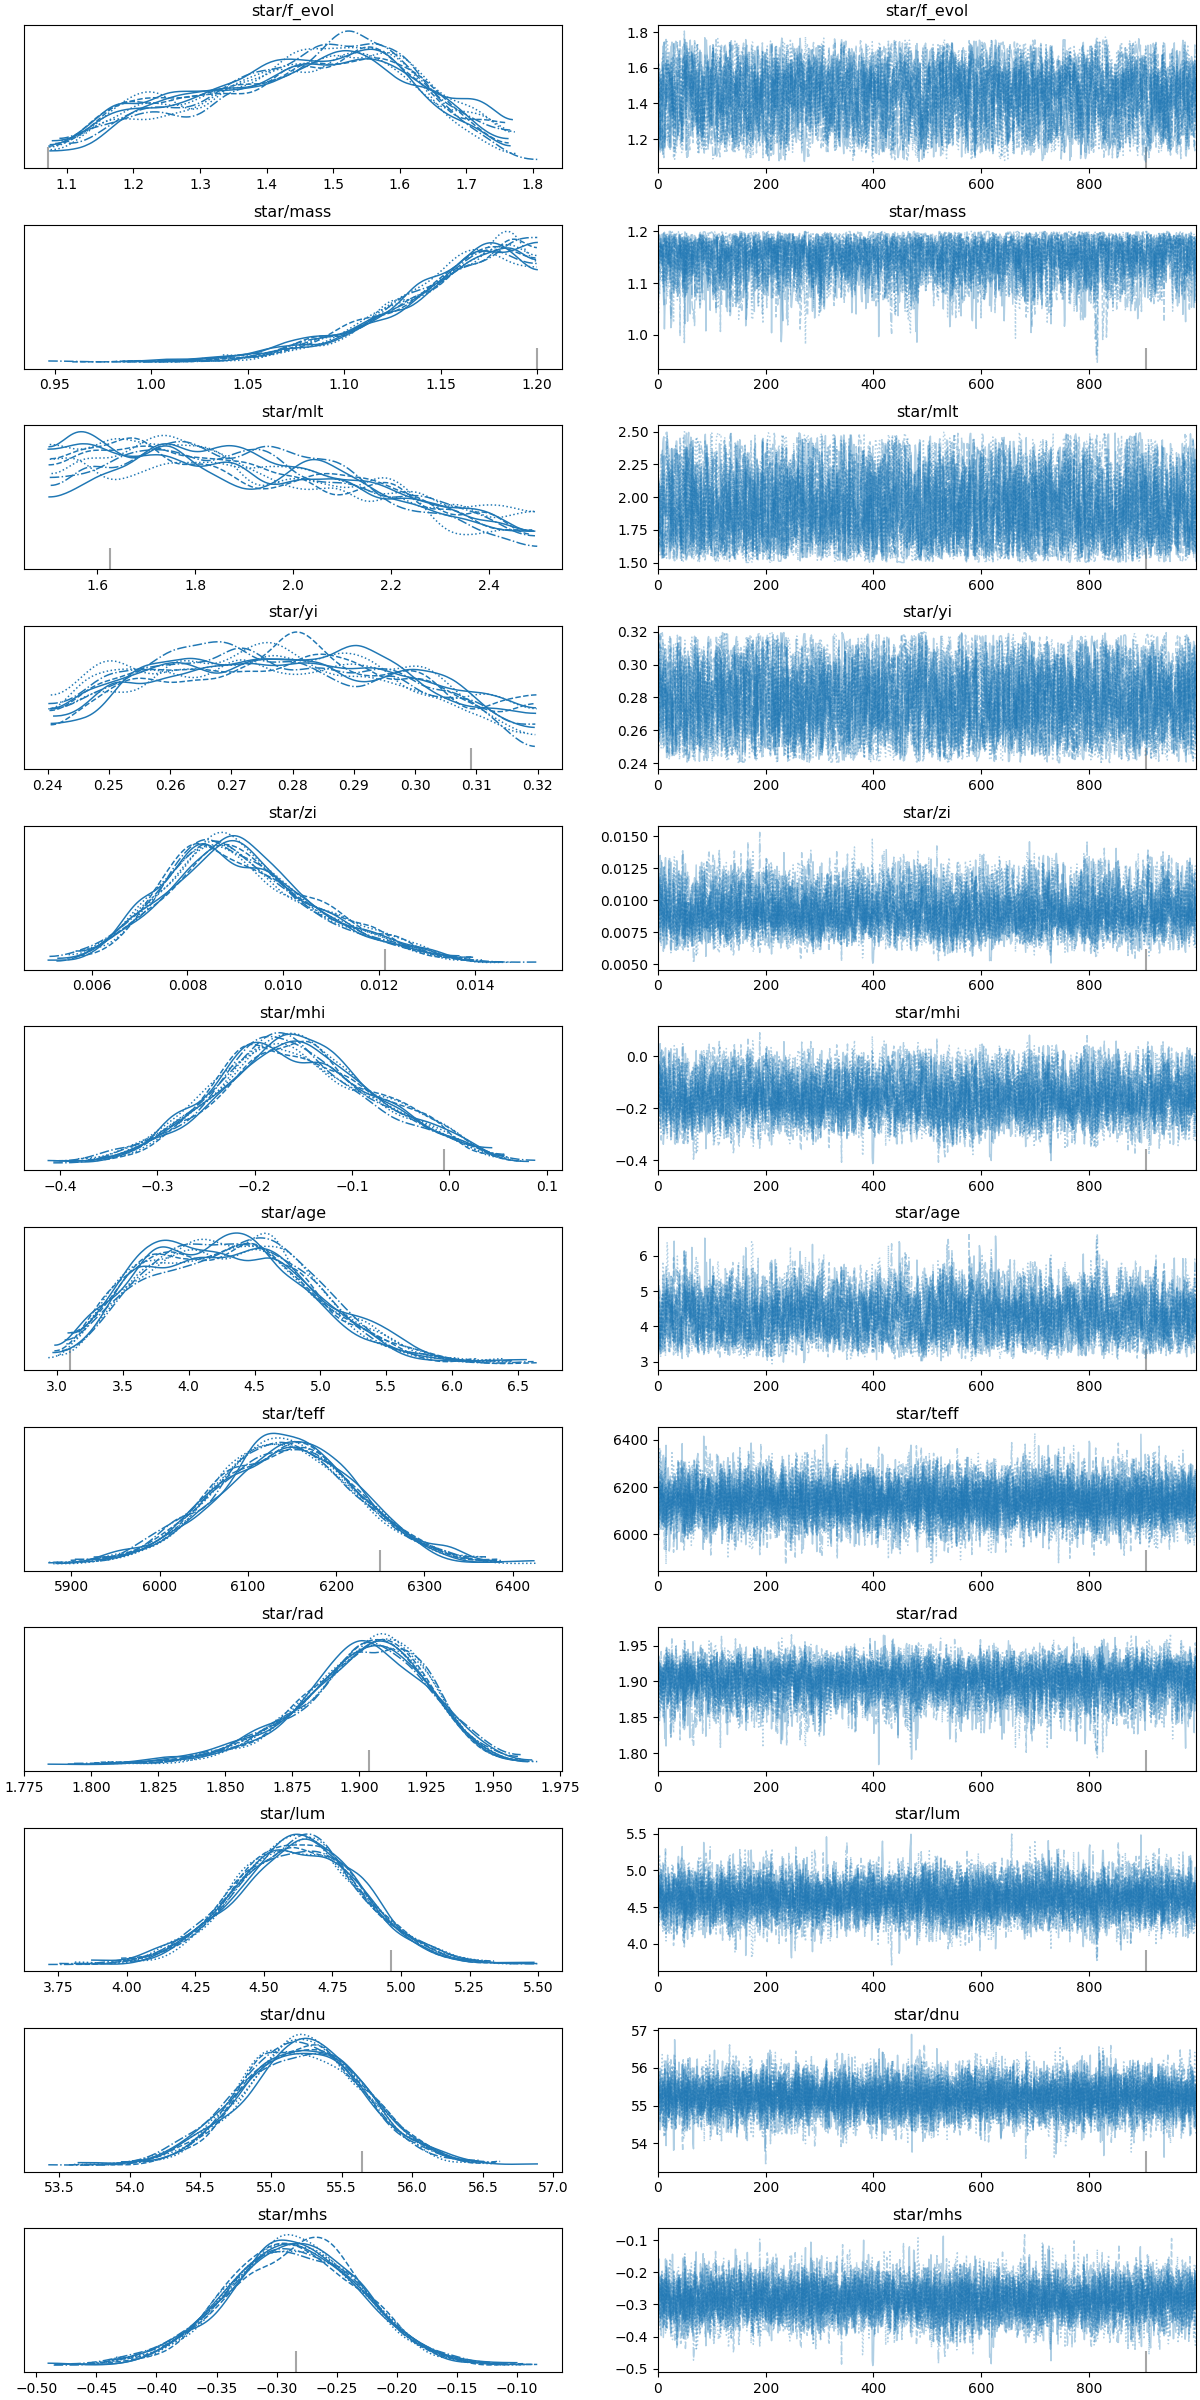 star/f_evol star/f_evol
1.8
1.6
1.4
1.2
1.1 1.2 1.3 1.4 1.5 1.6 1.7 1.8 0 200 400 600 800
star/mass star/mass
1.2
1.1
1.0
0.95 1.00 1.05 1.10 1.15 1.20 0 200 400 600 800
star/mlt star/mlt
2.50
2.25
2.00
1.75
1.50
1.6 1.8 2.0 2.2 2.4 0 200 400 600 800
star/yi star/yi
0.32
0.30
0.28
0.26
0.24
0.24 0.25 0.26 0.27 0.28 0.29 0.30 0.31 0.32 0 200 400 600 800
star/zi star/zi
0.0150
0.0125
0.0100
0.0075
0.0050
0.006 0.008 0.010 0.012 0.014 0 200 400 600 800
star/mhi star/mhi
0.0
−0.2
−0.4
−0.4 −0.3 −0.2 −0.1 0.0 0.1 0 200 400 600 800
star/age star/age
6
5
4
3
3.0 3.5 4.0 4.5 5.0 5.5 6.0 6.5 0 200 400 600 800
star/teff star/teff
6400
6200
6000
5900 6000 6100 6200 6300 6400 0 200 400 600 800
star/rad star/rad
1.95
1.90
1.85
1.80
1.775 1.800 1.825 1.850 1.875 1.900 1.925 1.950 1.975 0 200 400 600 800
star/lum star/lum
5.5
5.0
4.5
4.0
3.75 4.00 4.25 4.50 4.75 5.00 5.25 5.50 0 200 400 600 800
star/dnu star/dnu
57
56
55
54
53.5 54.0 54.5 55.0 55.5 56.0 56.5 57.0 0 200 400 600 800
star/mhs star/mhs
−0.1
−0.2
−0.3
−0.4
−0.5
−0.50 −0.45 −0.40 −0.35 −0.30 −0.25 −0.20 −0.15 −0.10 0 200 400 600 800